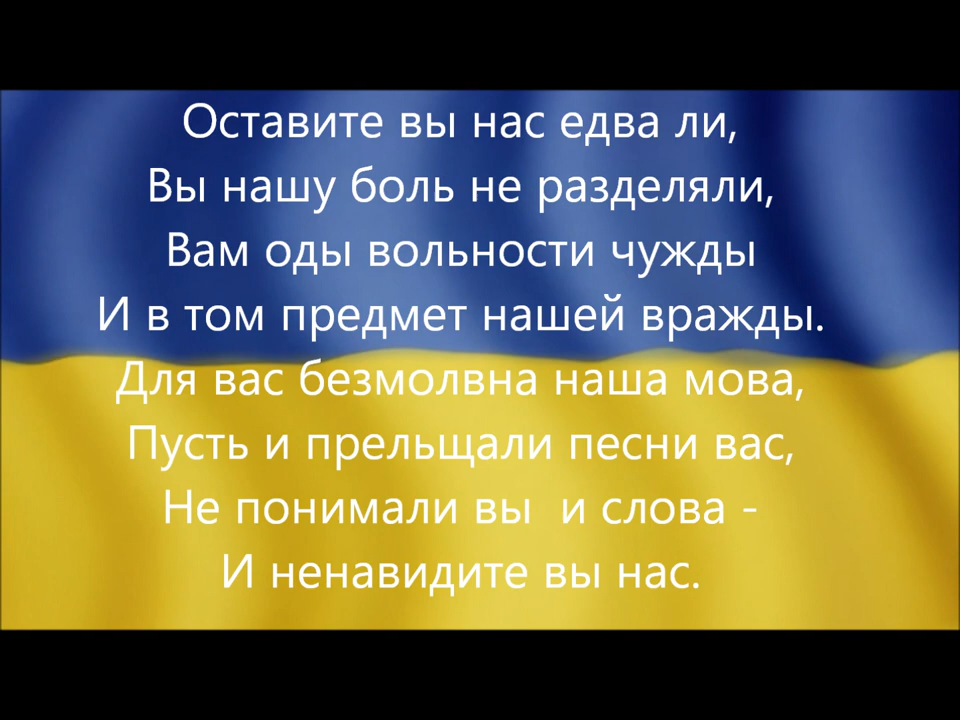 Оставите вы нас едва ли,
Вы нашу боль не разделяли,
Вам оды вольности чужды
И в том предмет нашей вражды.
Для вас безмолвна наша мова,
Пусть и прельщали песни вас,
Не понимали вы  и слова -
И ненавидите вы нас.